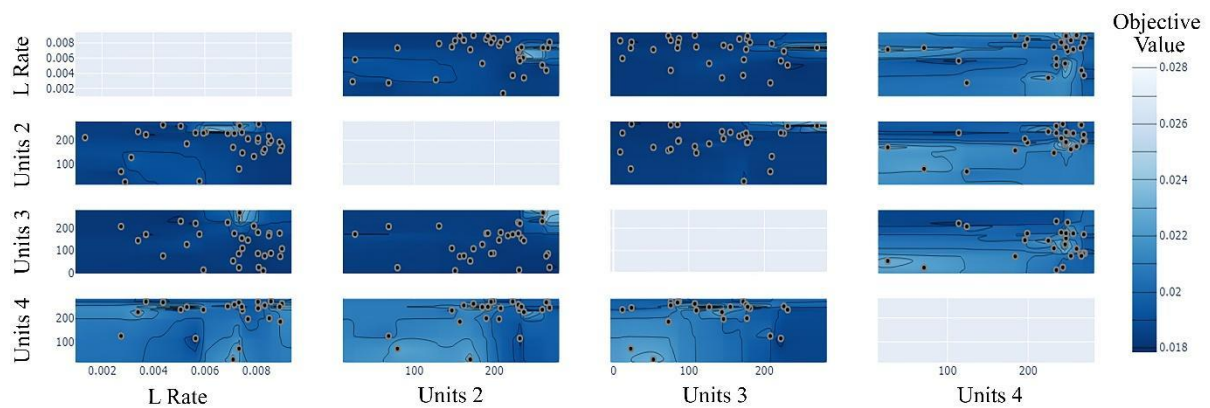 Objective
Value
L Rate
0.008
0.006
0.004
0.002
0.028
0.026
0.024
0.022
0.02
0.018
Units 2
200
100
Units 3
200
100
0
Units 4
200
100
0.002 0.004 0.006 0.008
100 200
0 100 200
100 200
L Rate Units 2 Units 3 Units 4